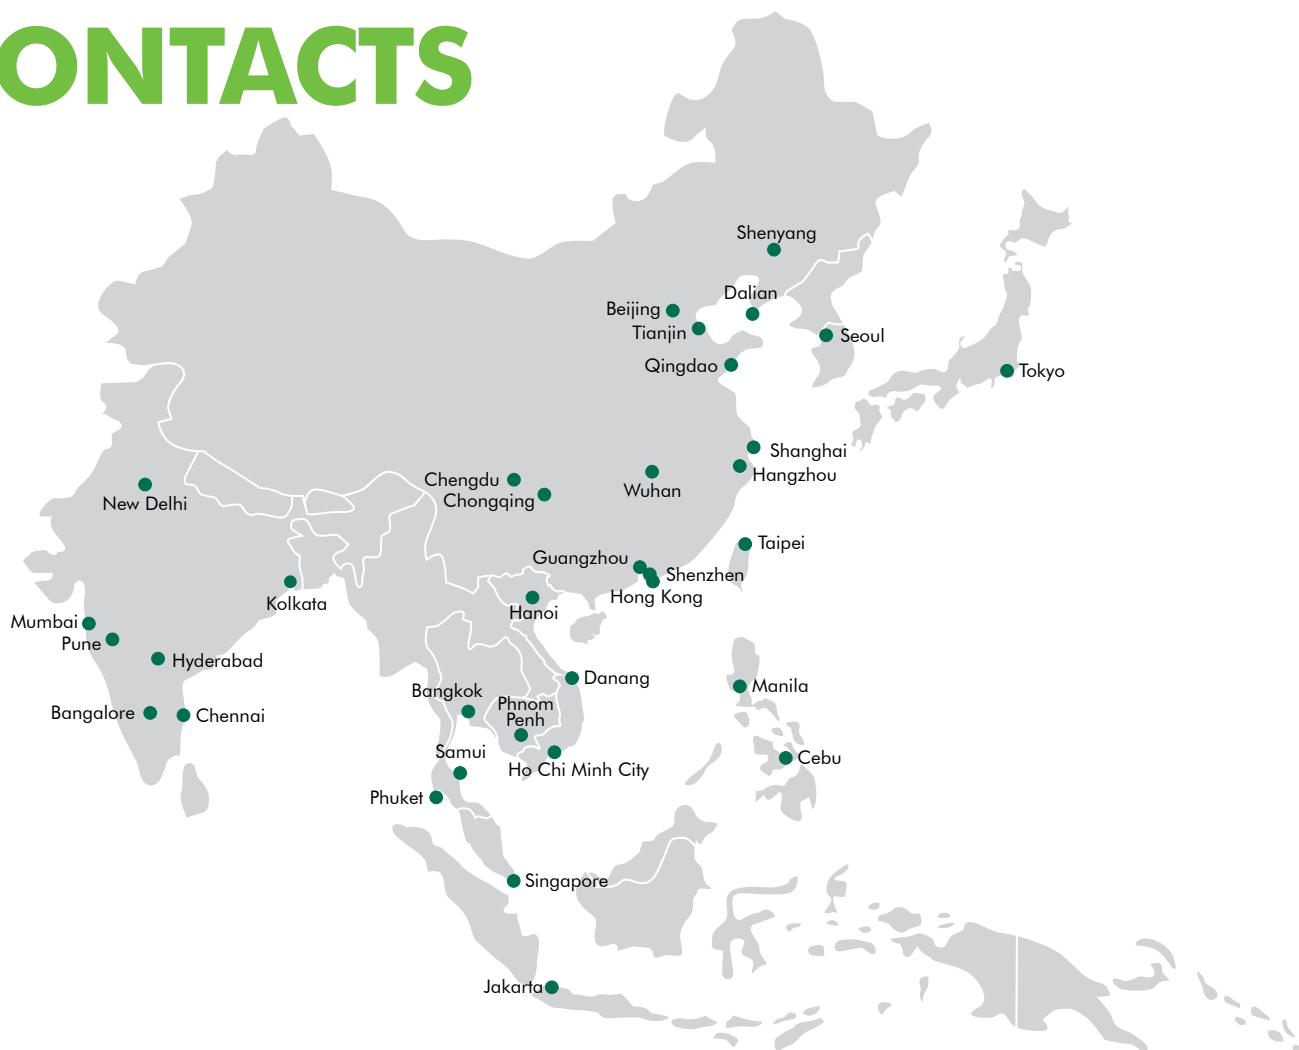 ONTACTS
Shenyang
Dalian
Beijing
Tianjin
Seoul
Qingdao
Tokyo
Shanghai
Hangzhou
Chengdu
Chongqing
Wuhan
New Delhi
Taipei
Guangzhou
Shenzhen
Hong Kong
Kolkata
Hanoi
Mumbai
Pune
Hyderabad
Danang
Manila
Bangkok
Phnom
Penh
Bangalore
Chennai
Samui
Ho Chi Minh City
Cebu
Phuket
Singapore
Jakarta